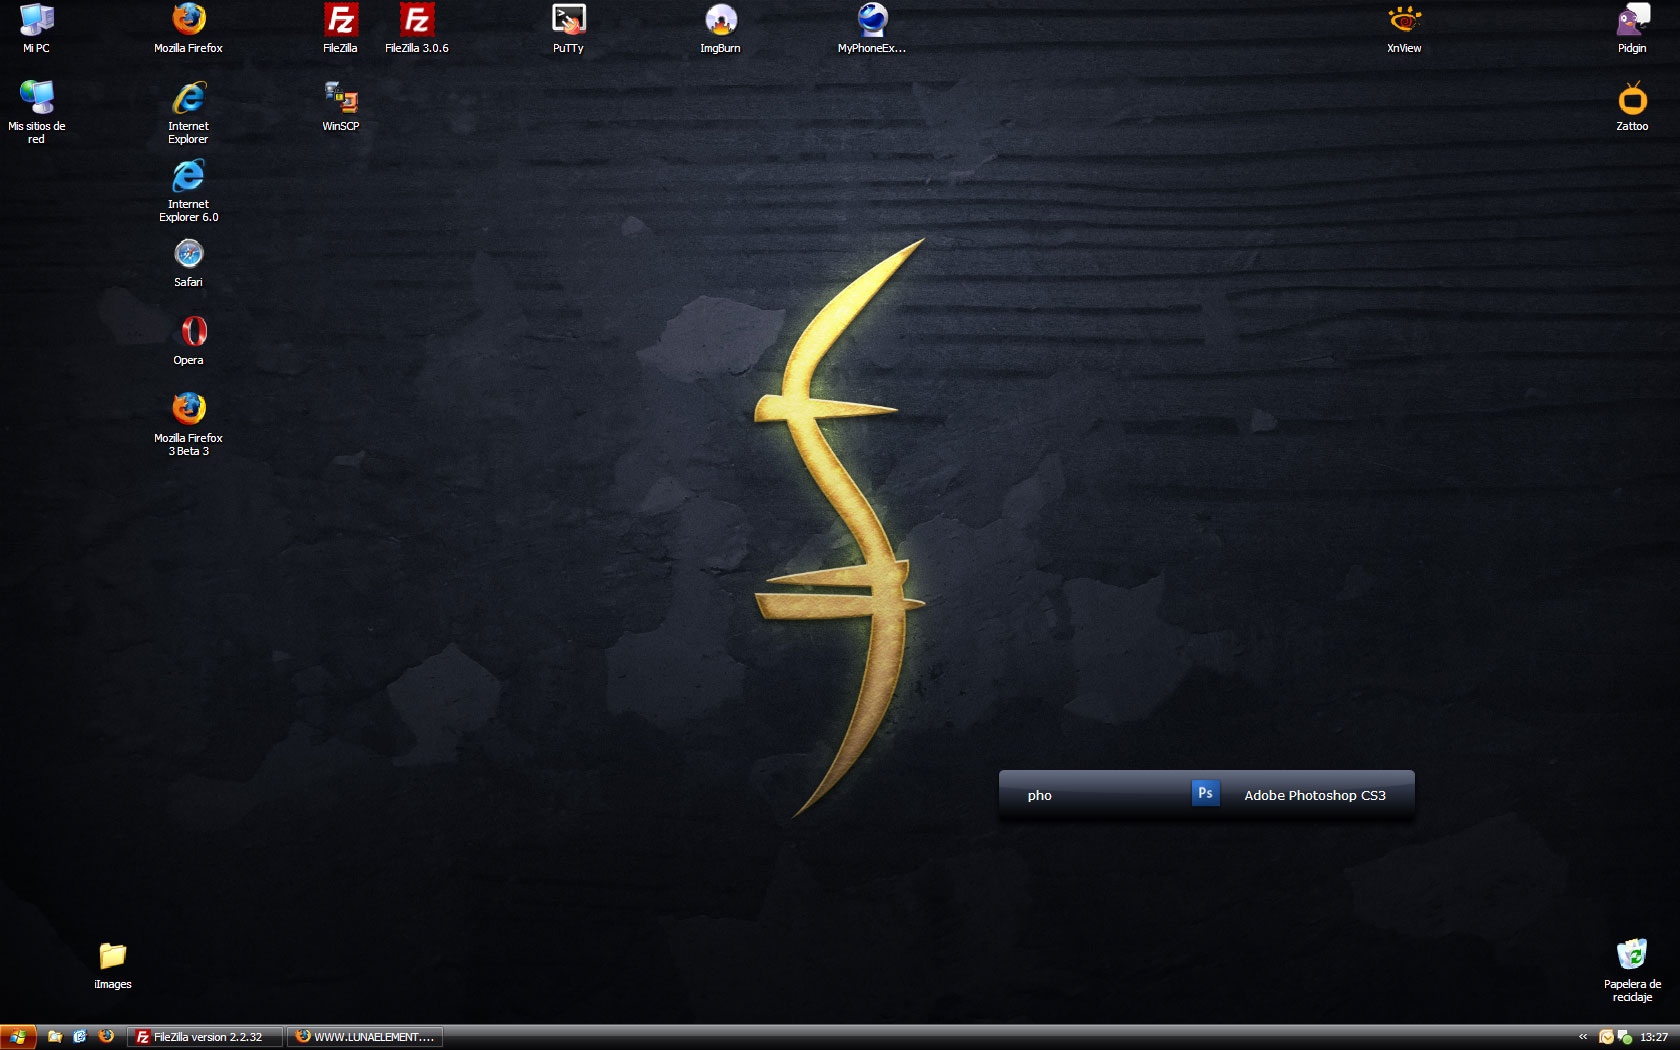 Mi PC
Mozilla Firefox
FileZilla
FileZilla 3.0.6
PuTTy
ImgBurn
MyPhoneEx...
XnView
Pidgin
Mis sitios de
red
Internet
Explorer
WinSCP
Zattoo
Internet
Explorer 6.0
Safari
Opera
Mozilla Firefox
3 Beta 3
pho
Ps
Adobe Photoshop CS3
iImages
Papelera de
reciclaje
FileZilla version 2.2.32
WWW.LUNAELEMENT....
13:27